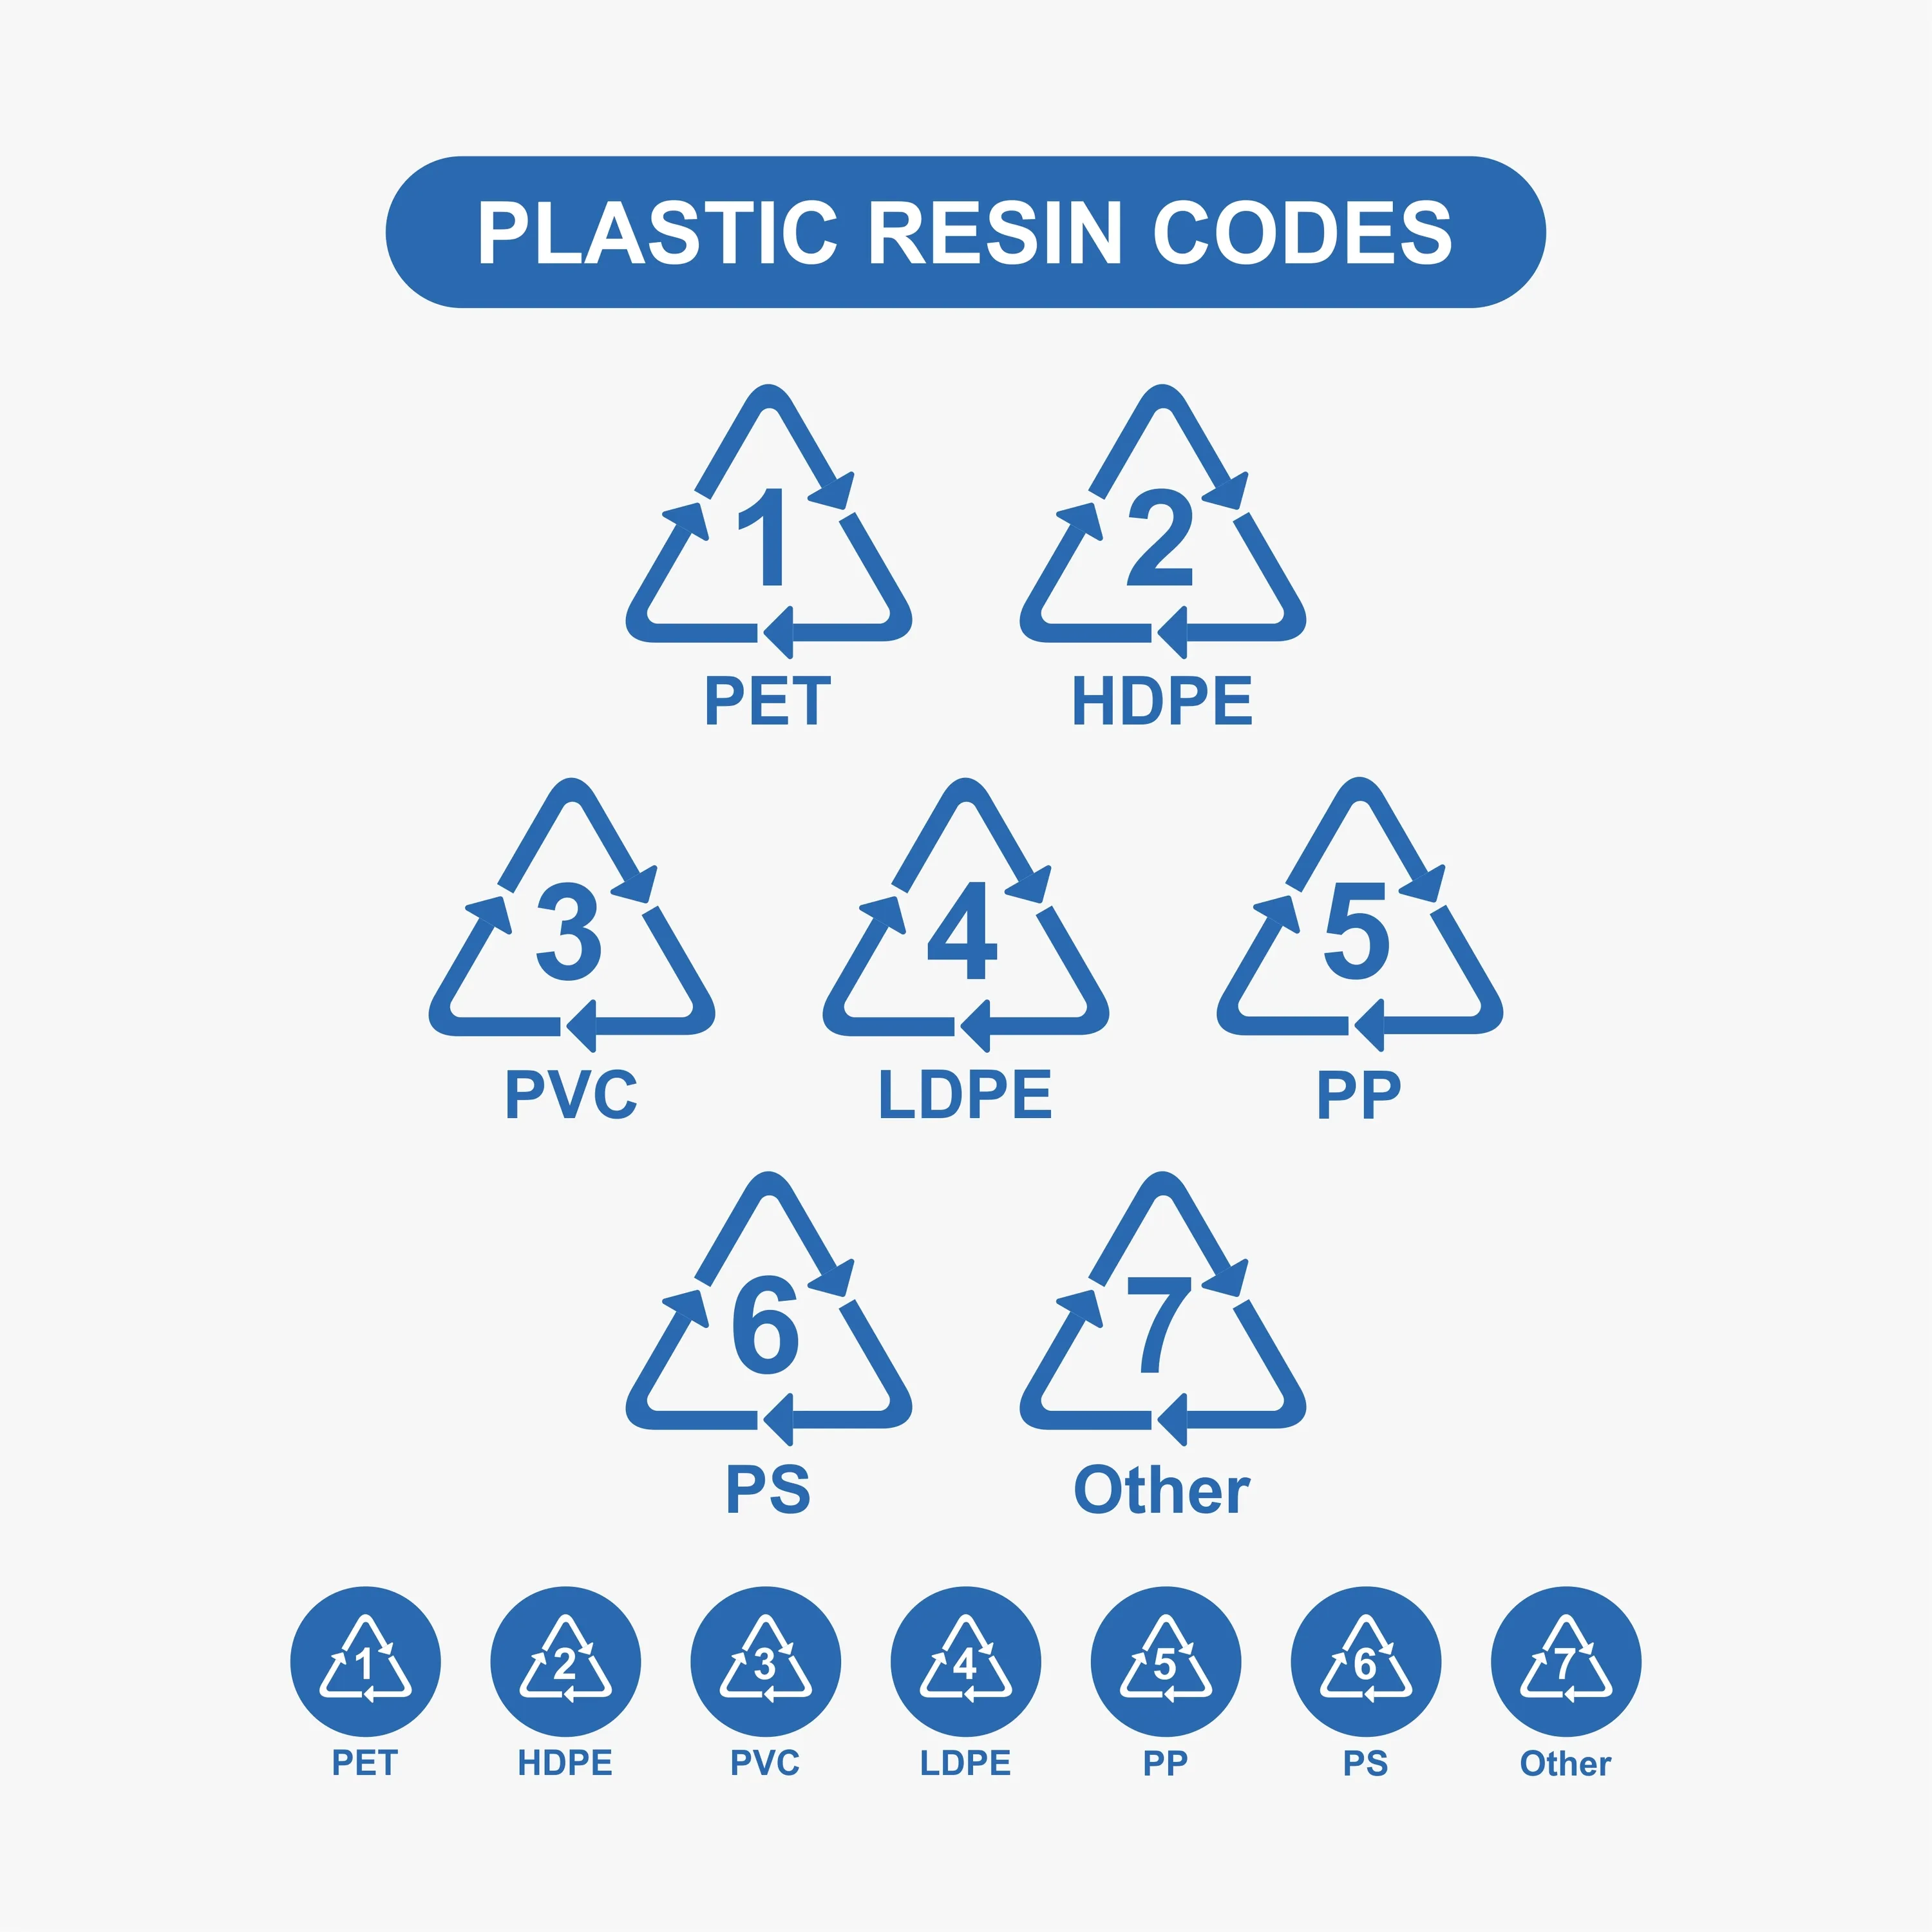 PLASTIC RESIN CODES
1 2
PET HDPE
3 4 5
PVC LDPE PP
6 7
PS Other
1 2 3 4 5 6 7
PET HDPE PVC LDPE PP PS Other